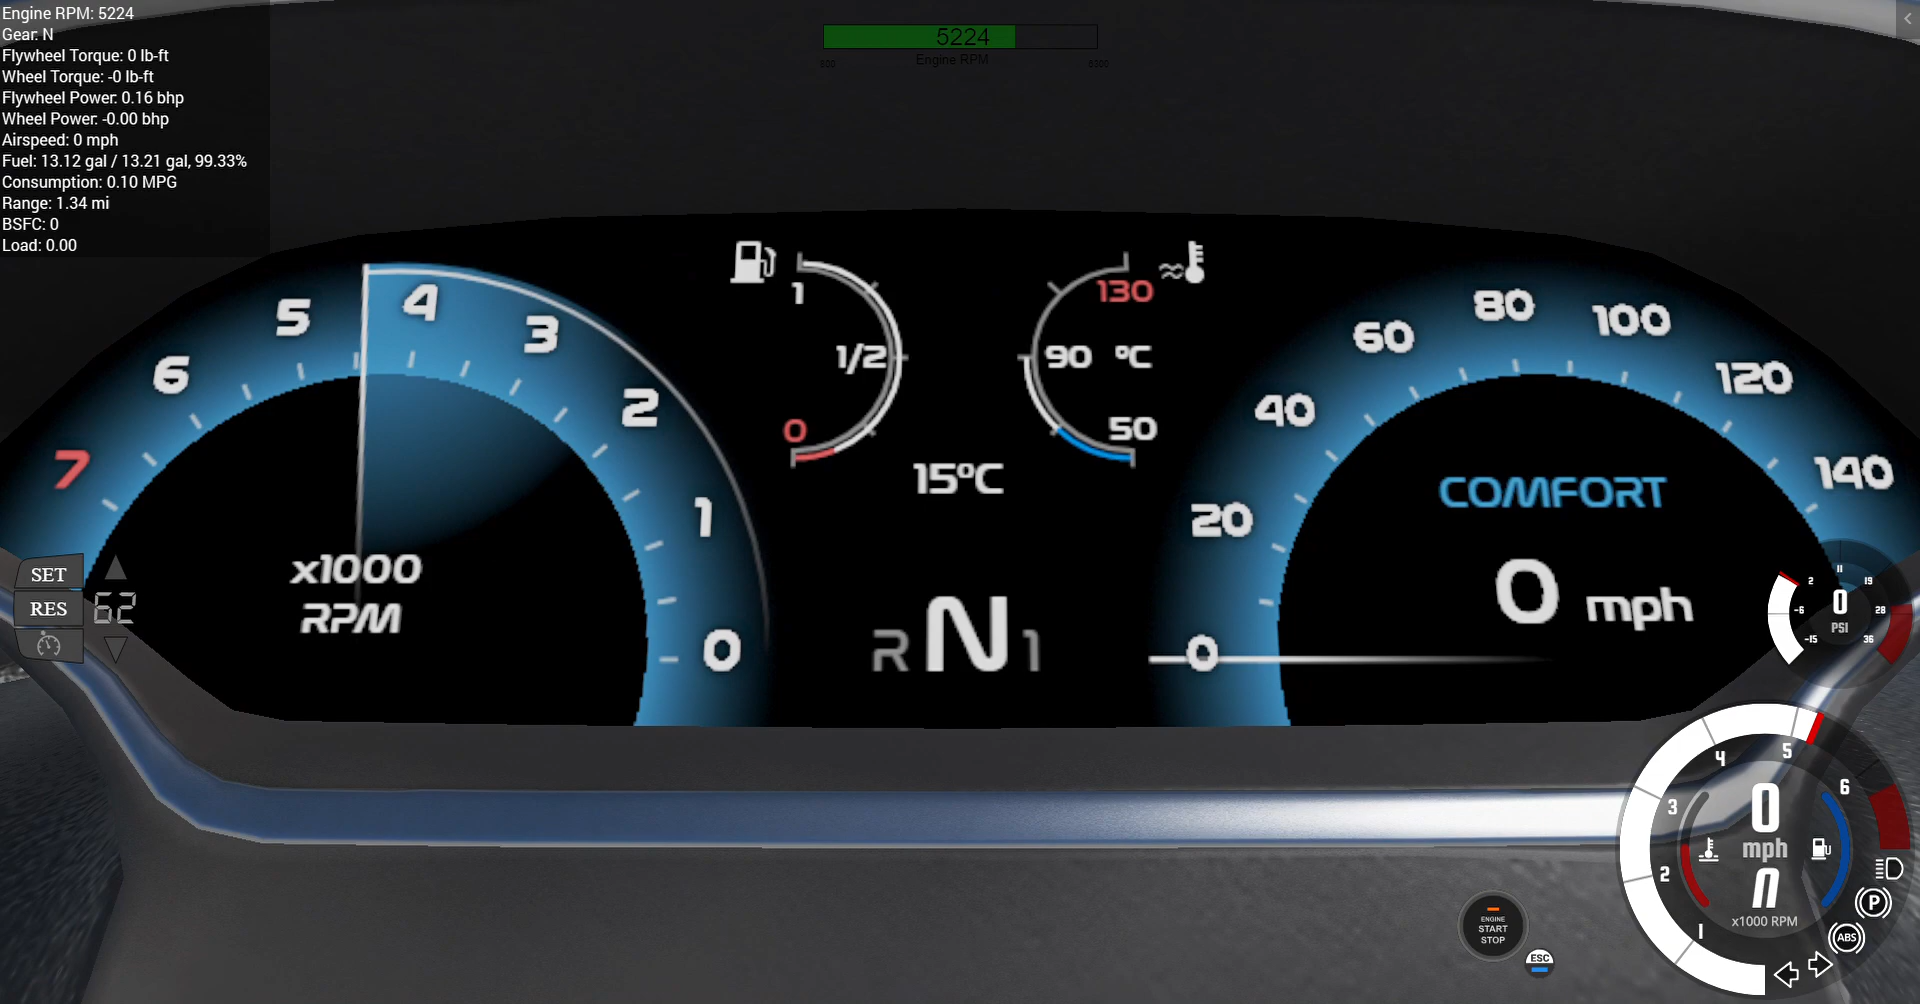 Engine RPM: 5224
Gear: N
Flywheel Torque: 0 lb-ft
Wheel Torque: -0 lb-ft
Flywheel Power: 0.16 bhp
Wheel Power: -0.00 bhp
Airspeed: 0 mph
Fuel: 13.12 gal / 13.21 gal, 99.33%
Consumption: 0.10 MPG
Range: 1.34 mi
BSFC: 0
Load: 0.00
5224
800 Engine RPM
7 6 5 4 3 2 1 0
x1000
RPM
1
1/2
0
130
90 ºC
50
15ºC
R N 1
0 20 40 60 80 100 120 140
COMFORT
0 mph
SET
RES
62
-15 -6 2 11 19 28 36
0
PSI
1 2 3 4 5 6
0
mph
n
x1000 RPM
P
ABS
ENGINE
START
STOP
ESC